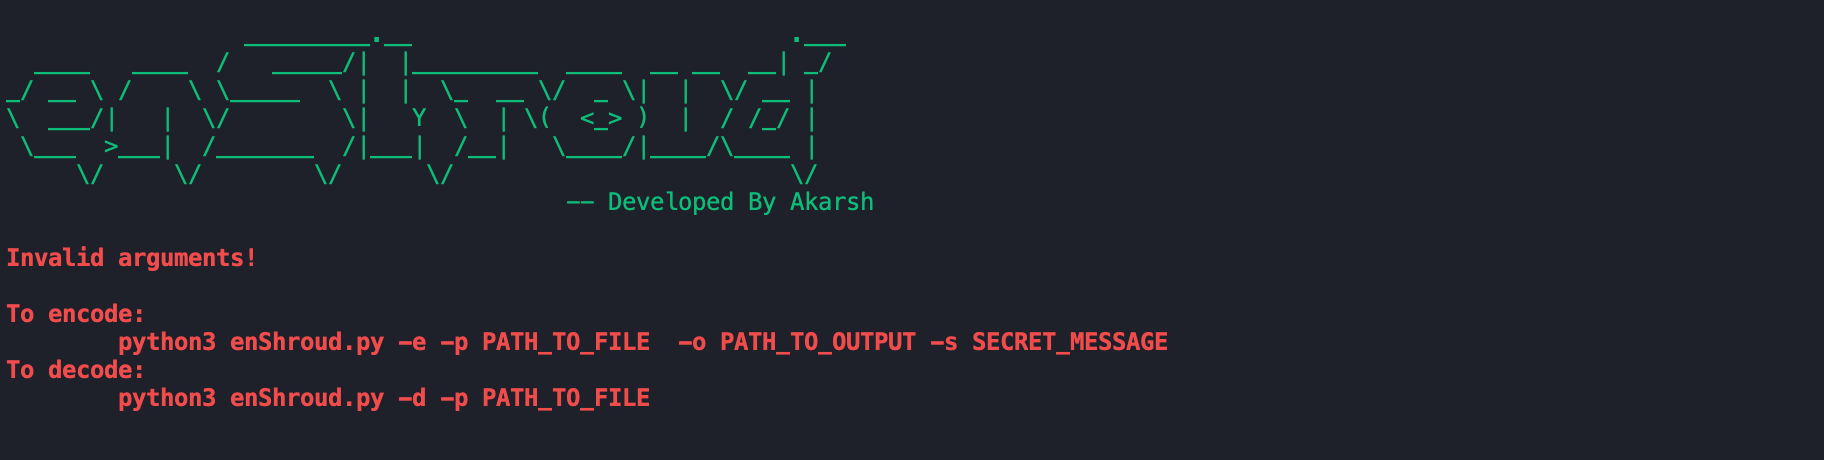 enShroud
-- Developed By Akarsh
Invalid arguments!
To encode:
python3 enShroud.py -e -p PATH_TO_FILE  -o PATH_TO_OUTPUT -s SECRET_MESSAGE
To decode:
python3 enShroud.py -d -p PATH_TO_FILE